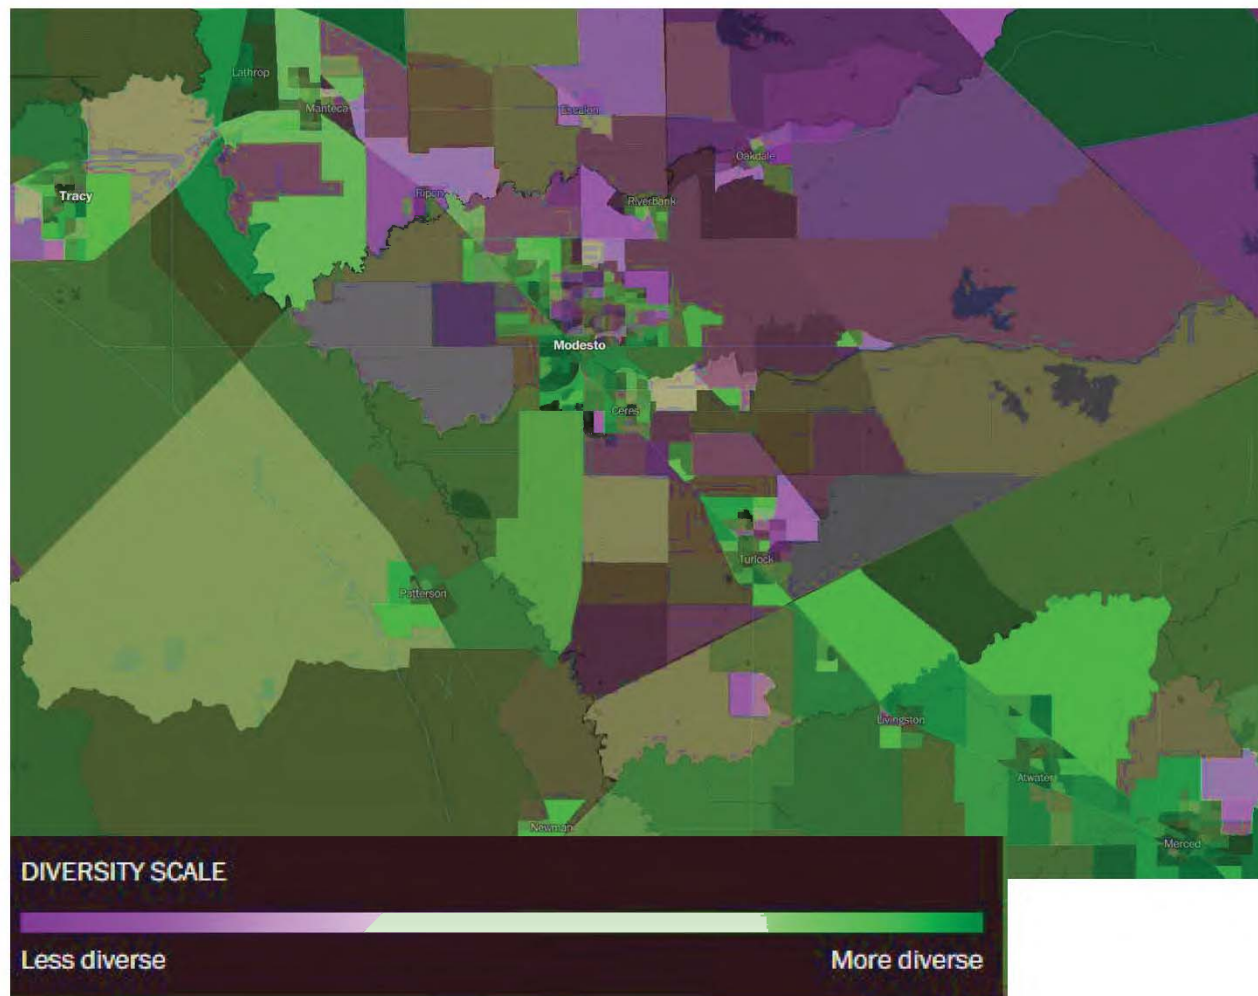 Lathrop
Manteca
Escalon
Oakdale
Tracy
Ripon
Riverbank
Modesto
Ceres
Turlock
Patterson
Livingston
Atwater
Newman
Merced
DIVERSITY SCALE
Less diverse
More diverse